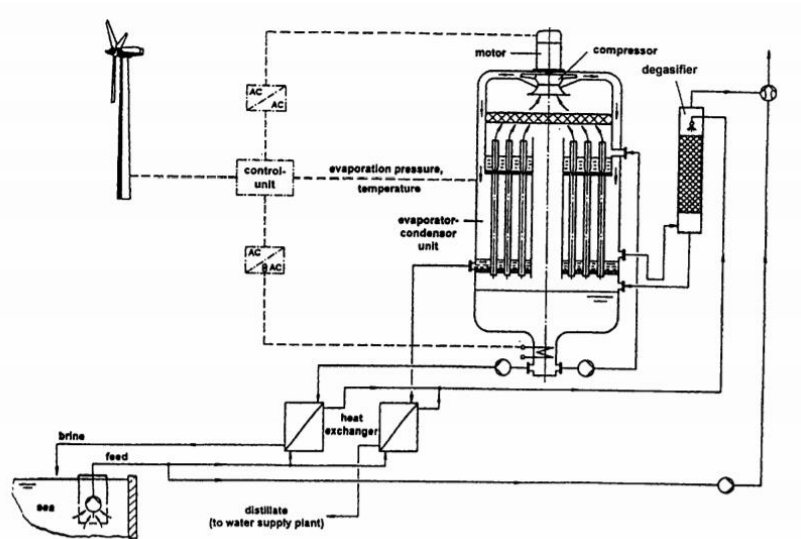 motor
compressor
degasifier
AC
AC
control-
unit
evaporation pressure,
temperature
evaporator-
condensor
unit
AC
AC
heat
exchanger
brine
feed
sea
distillate
(to water supply plant)